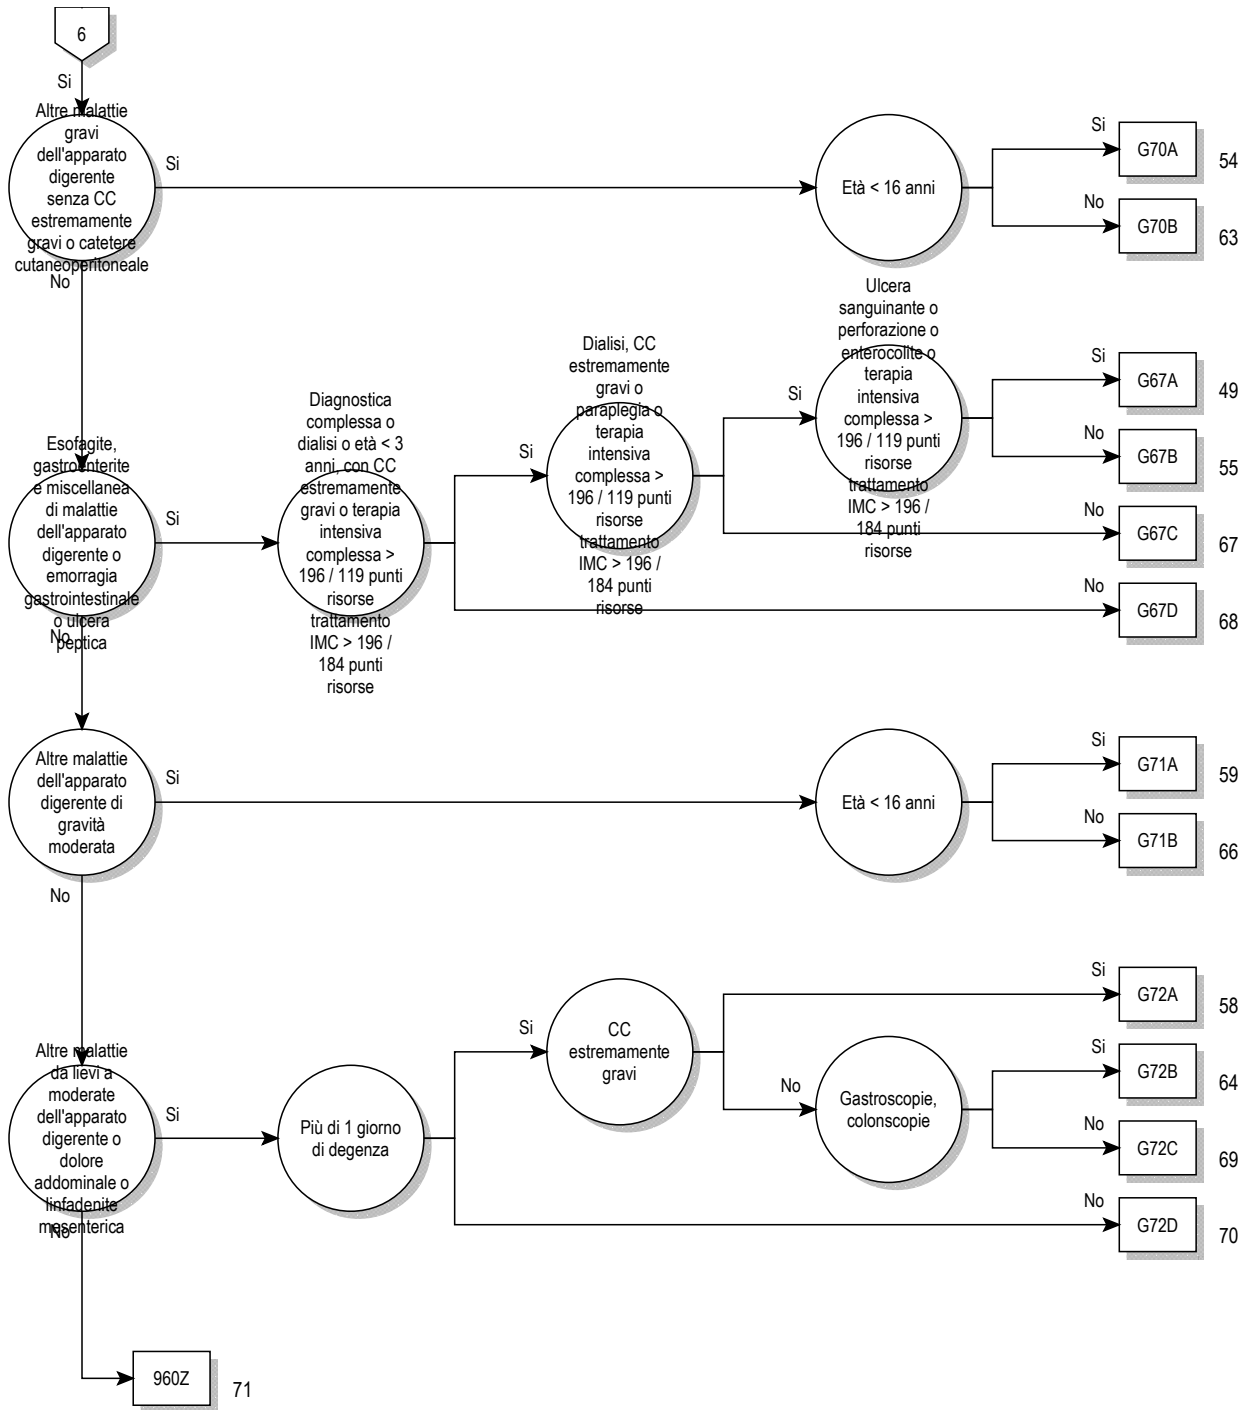 6
Si
Altre malattie
gravi
dell'apparato
digerente
senza CC
estremamente
gravi o catetere
cutaneoperitoneale
Si
No
Età < 16 anni
Si
G70A
54
No
G70B
63
Esofagite,
gastroenterite
e miscellanea
di malattie
dell'apparato
digerente o
emorragia
gastrointestinale
o ulcera
peptica
Si
No
Diagnostica
complessa o
dialisi o età < 3
anni, con CC
estremamente
gravi o terapia
intensiva
complessa >
196 / 119 punti
risorse
trattamento
IMC > 196 /
184 punti
risorse
Si
Dialisi, CC
estremamente
gravi o
paraplegia o
terapia
intensiva
complessa >
196 / 119 punti
risorse
trattamento
IMC > 196 /
184 punti
risorse
Si
Ulcera
sanguinante o
perforazione o
enterocolite o
terapia
intensiva
complessa >
196 / 119 punti
risorse
trattamento
IMC > 196 /
184 punti
risorse
Si
G67A
49
No
G67B
55
No
G67C
67
No
G67D
68
Altre malattie
dell'apparato
digerente di
gravità
moderata
Si
No
Età < 16 anni
Si
G71A
59
No
G71B
66
Altre malattie
da lievi a
moderate
dell'apparato
digerente o
dolore
addominale o
linfadenite
mesenterica
Si
No
Più di 1 giorno
di degenza
Si
CC
estremamente
gravi
Si
G72A
58
No
Gastroscopie,
colonscopie
Si
G72B
64
No
G72C
69
No
G72D
70
960Z
71